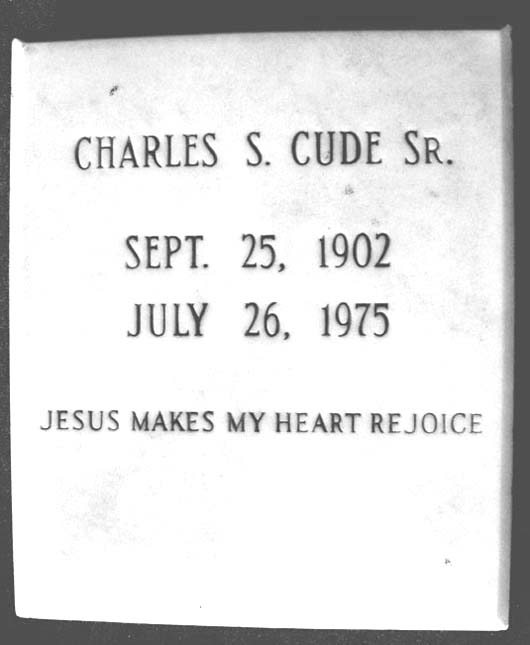 CHARLES S. CUDE SR.
SEPT. 25, 1902
JULY 26, 1975
JESUS MAKES MY HEART REJOICE